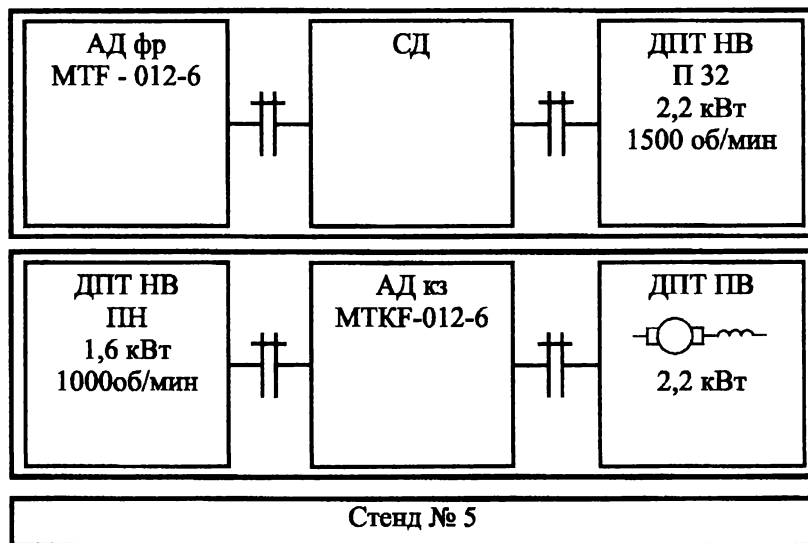 АД фр
MTF - 012-6
СД
ДПТ НВ
П 32
2,2 кВт
1500 об/мин
ДПТ НВ
ПН
1,6 кВт
1000об/мин
АД кз
MTKF-012-6
ДПТ ПВ
2,2 кВт
Стенд № 5